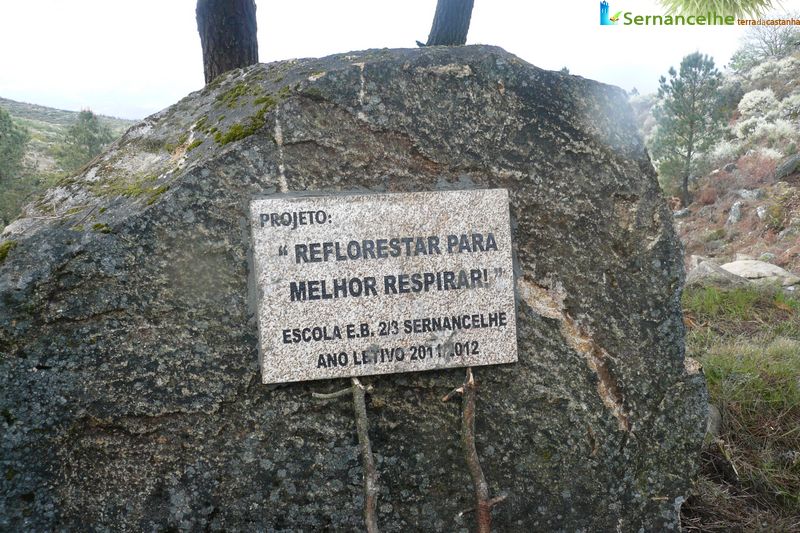 Sernancelhe terra da castanha
PROJETO:
“ REFLORESTAR PARA
MELHOR RESPIRAR! ”
ESCOLA E.B. 2/3 SERNANCELHE
ANO LETIVO 2011/2012